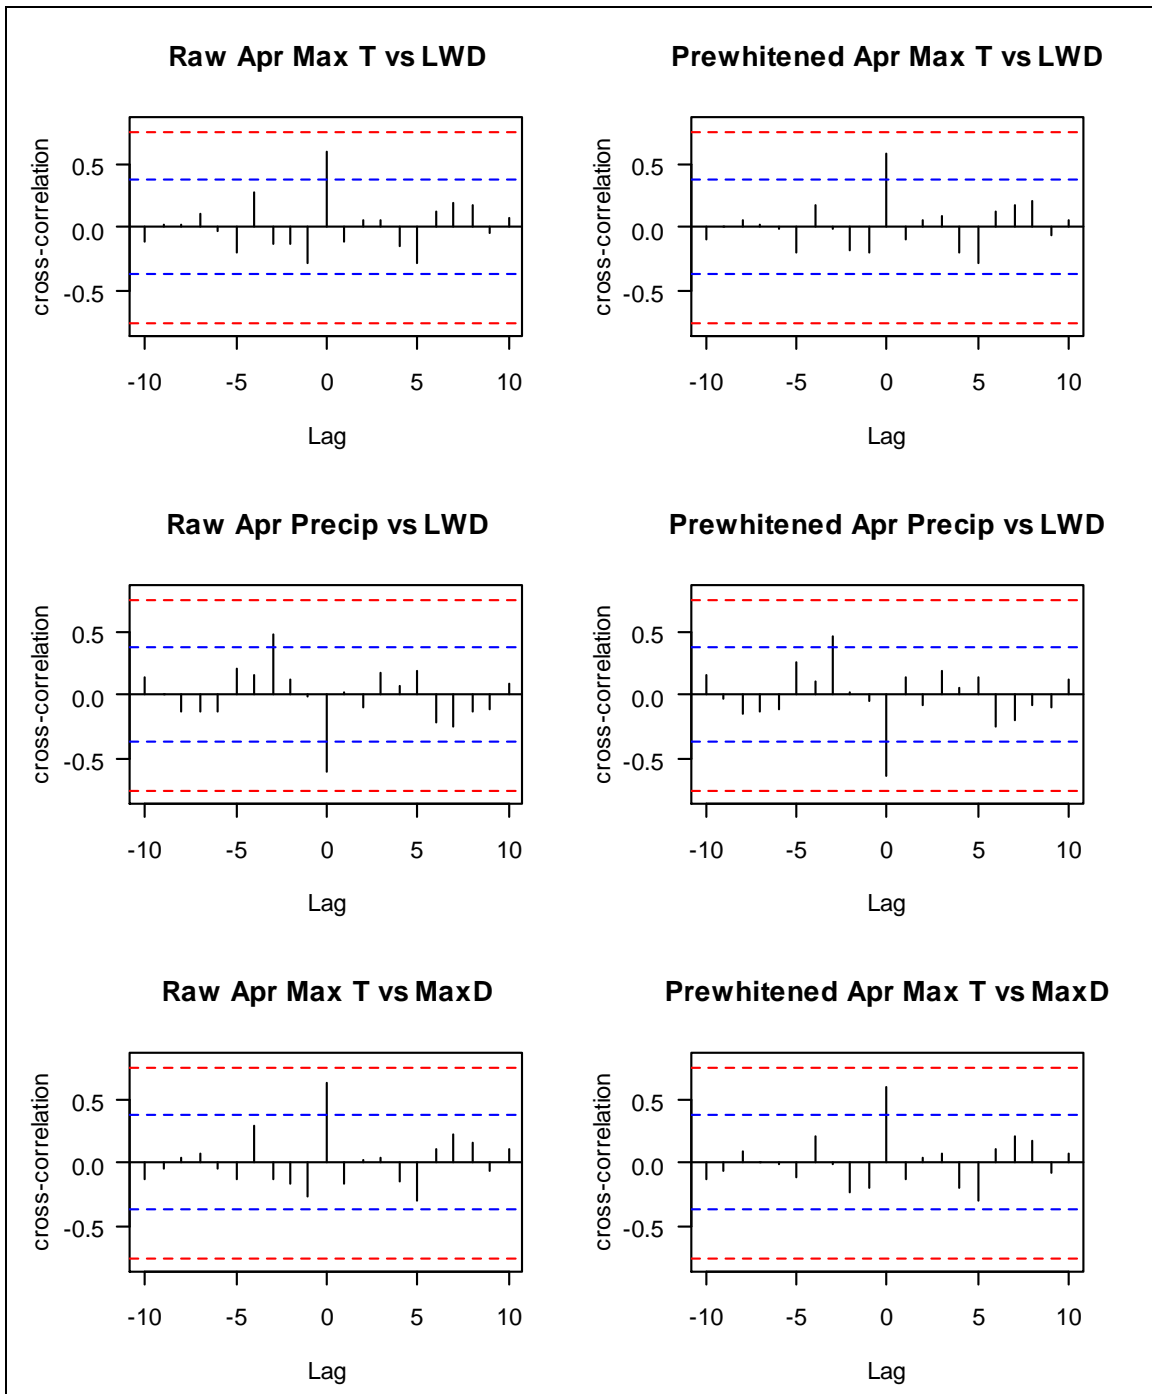 Raw Apr Max T vs LWD
cross-correlation
0.5
0.0
-0.5
-10 -5 0 5 10
Lag
Prewhitened Apr Max T vs LWD
cross-correlation
0.5
0.0
-0.5
-10 -5 0 5 10
Lag
Raw Apr Precip vs LWD
cross-correlation
0.5
0.0
-0.5
-10 -5 0 5 10
Lag
Prewhitened Apr Precip vs LWD
cross-correlation
0.5
0.0
-0.5
-10 -5 0 5 10
Lag
Raw Apr Max T vs MaxD
cross-correlation
0.5
0.0
-0.5
-10 -5 0 5 10
Lag
Prewhitened Apr Max T vs MaxD
cross-correlation
0.5
0.0
-0.5
-10 -5 0 5 10
Lag